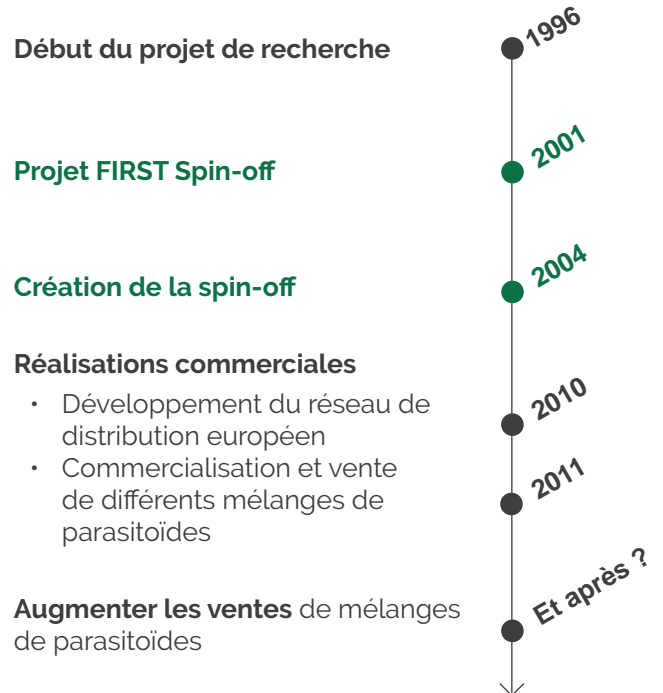 Début du projet de recherche
1996
Projet FIRST Spin-off
2001
Création de la spin-off
2004
Réalisations commerciales
• Développement du réseau de
distribution européen
2010
• Commercialisation et vente
de différents mélanges de
parasitoïdes
2011
Augmenter les ventes de mélanges
de parasitoïdes
Et après ?